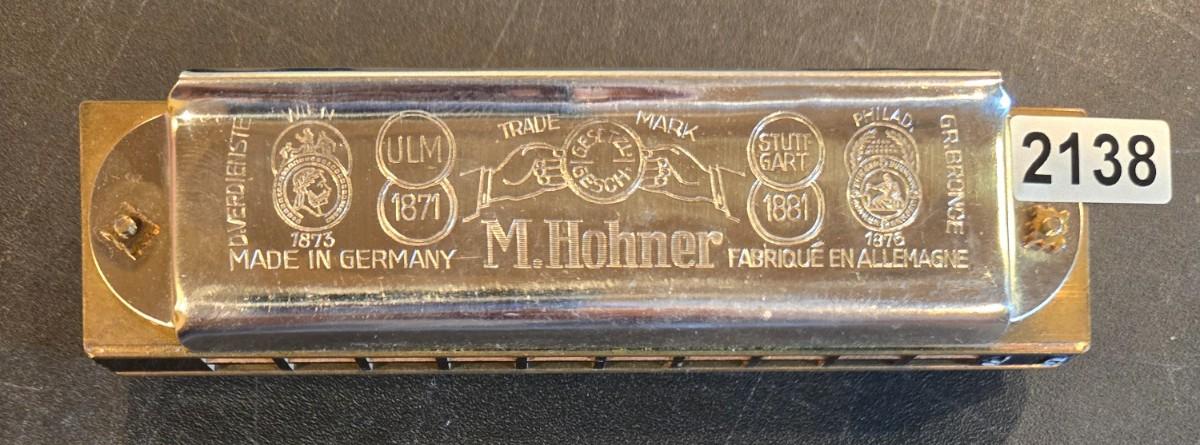 D.VERDIENSTE
WIEN
1873
ULM
1871
TRADE MARK
GESETZL.
GESCH.
STUTT-
GART
1881
PHILAD.
1876
GR.BRONCE
2138
M. Hohner
MADE IN GERMANY
FABRIQUÉ EN ALLEMAGNE